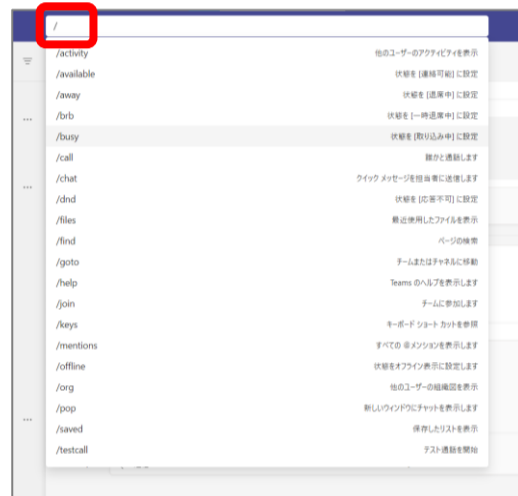 /
/activity 他のユーザーのアクティビティを表示
/available 状態を [連絡可能] に設定
/away 状態を [退席中] に設定
/brb 状態を [一時退席中] に設定
/busy 状態を [取り込み中] に設定
/call 誰かと通話します
/chat クイック メッセージを担当者に送信します
/dnd 状態を [応答不可] に設定
/files 最近使用したファイルを表示
/find ページの検索
/goto チームまたはチャネルに移動
/help Teams のヘルプを表示します
/join チームに参加します
/keys キーボード ショート カットを参照
/mentions すべての @メンションを表示します
/offline 状態をオフライン表示に設定します
/org 他のユーザーの組織図を表示
/pop 新しいウィンドウにチャットを表示します
/saved 保存したリストを表示
/testcall テスト通話を開始